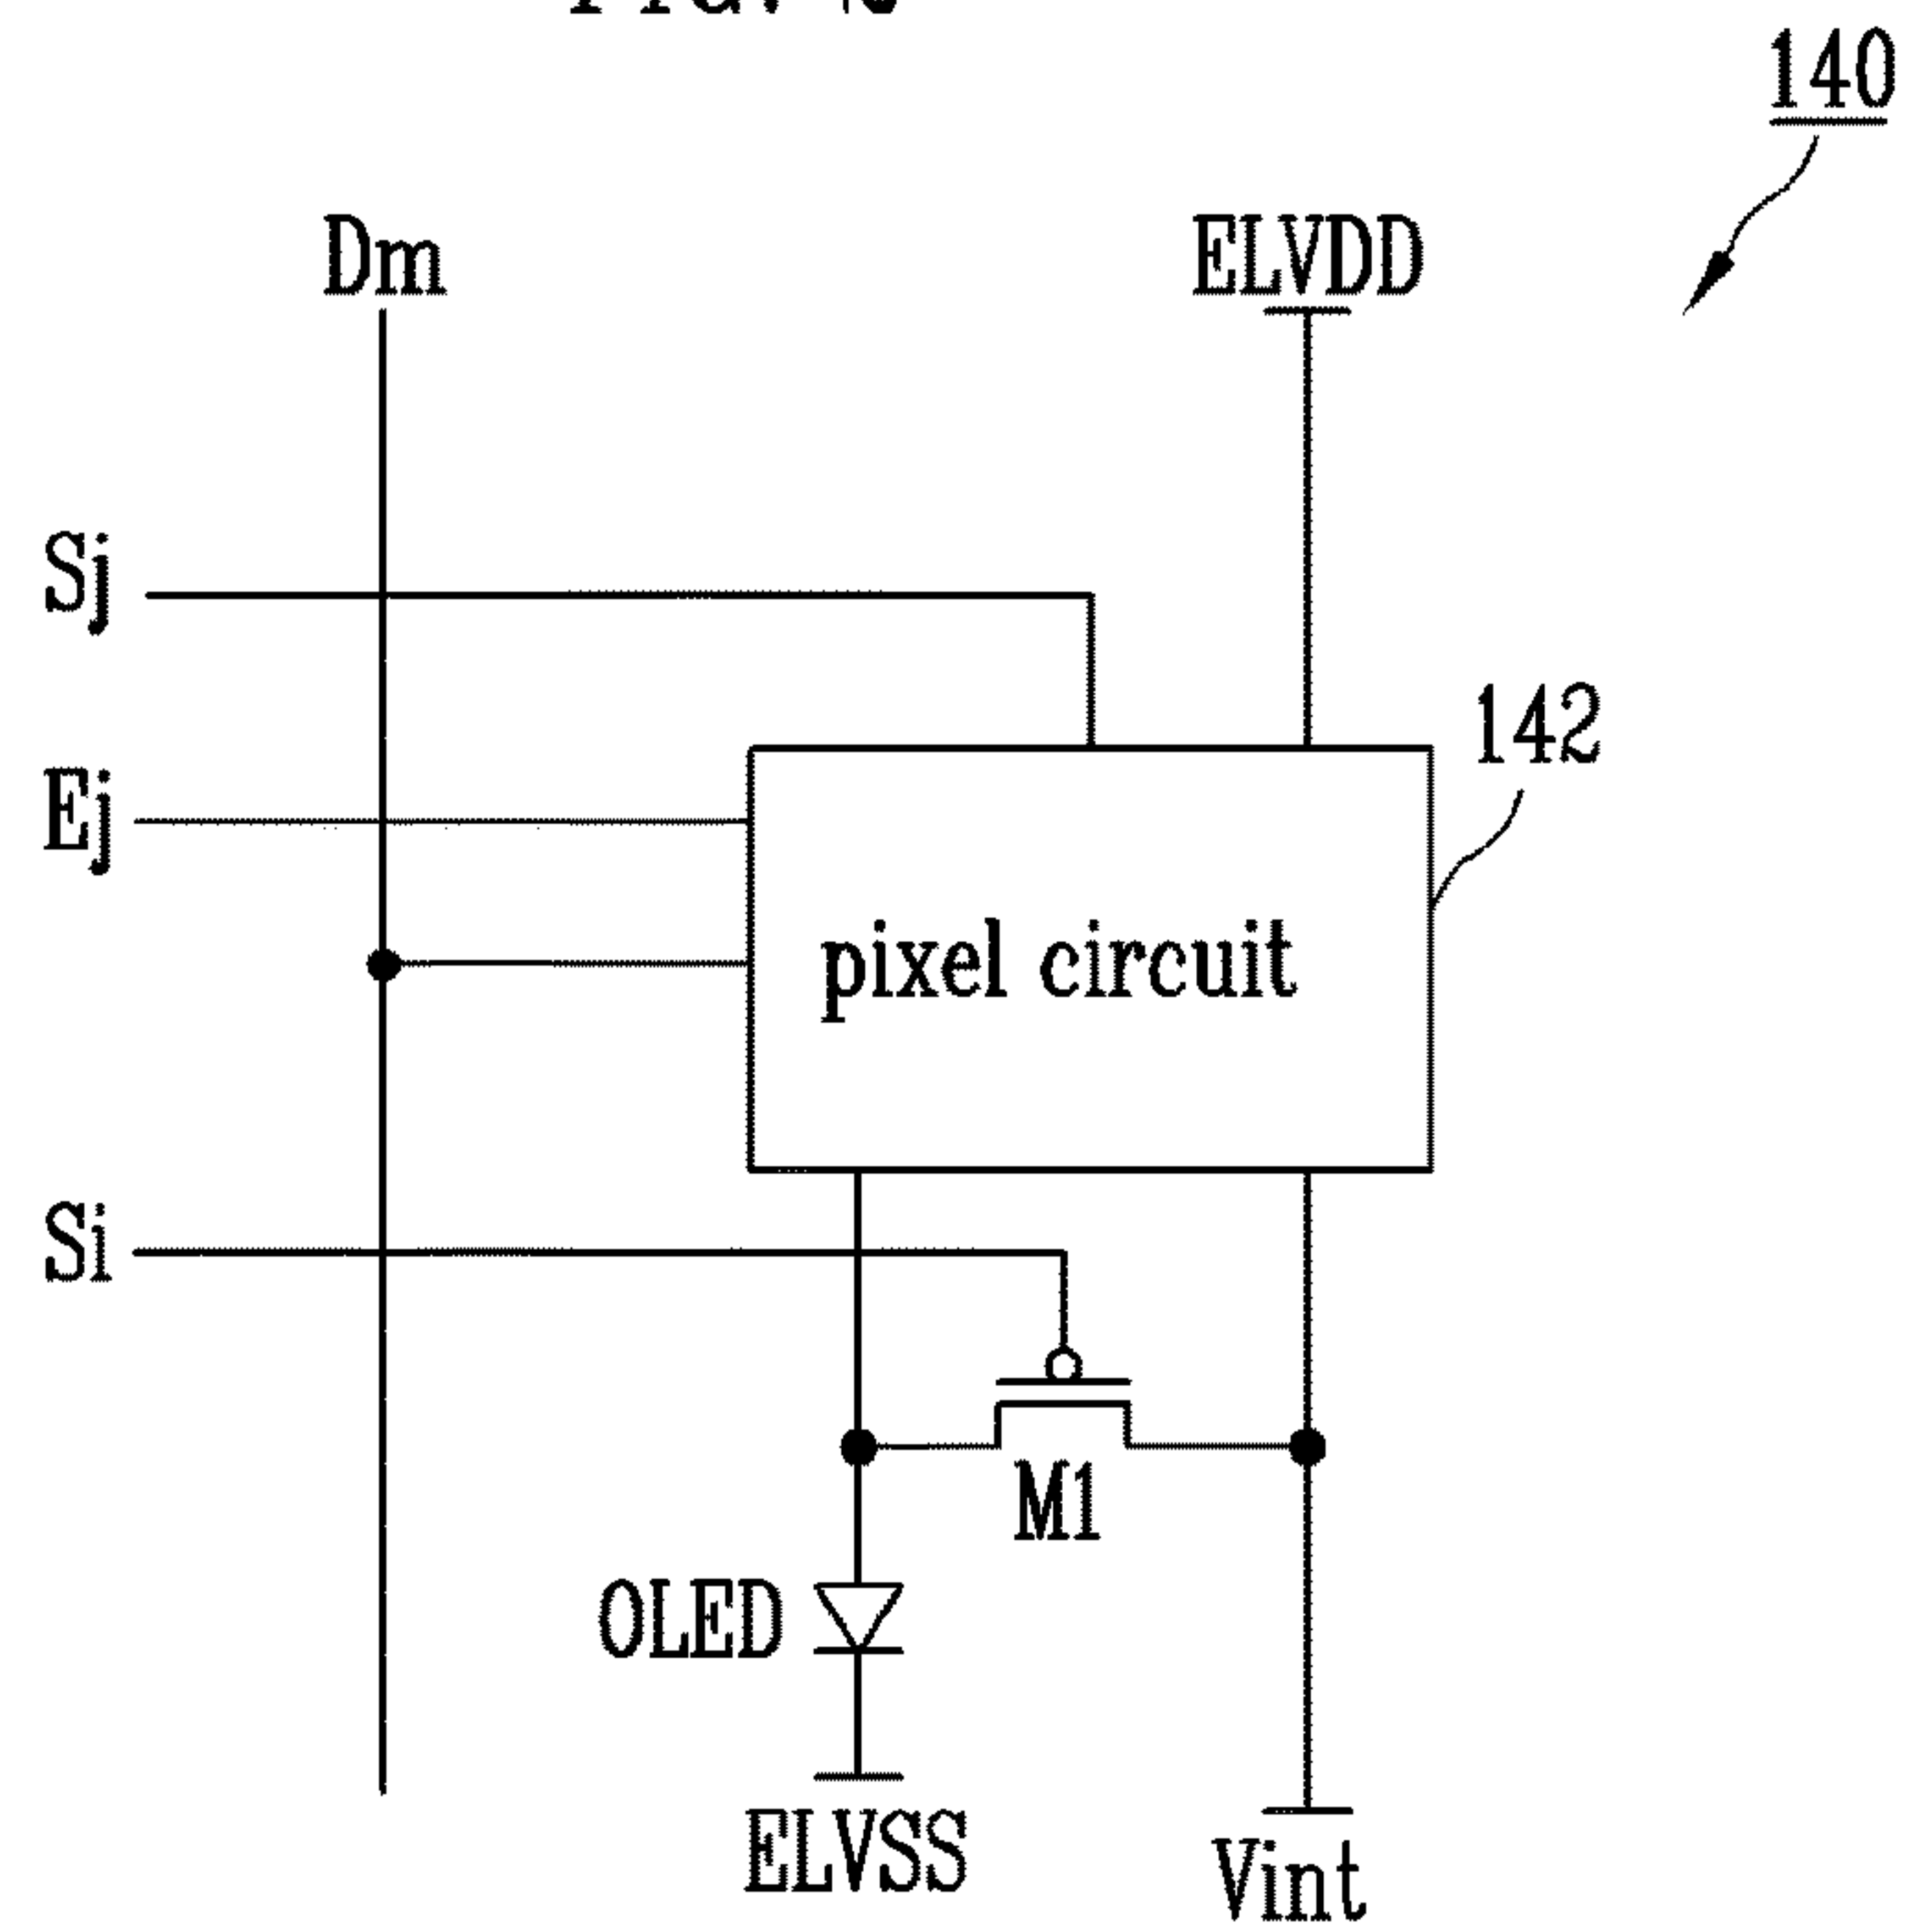 140
Dm
ELVDD
Sj
142
Ej
pixel circuit
Si
M1
OLED
ELVSS
Vint